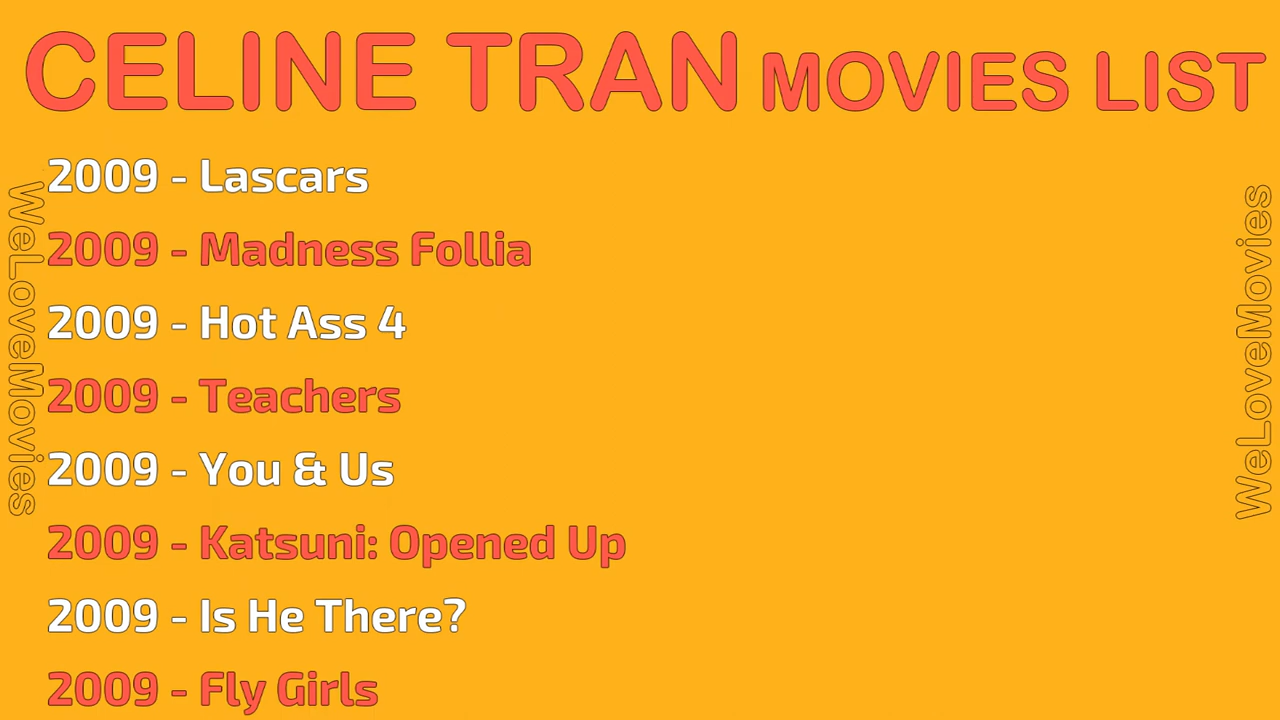 CELINE TRAN MOVIES LIST
2009 - Lascars
2009 - Madness Follia
2009 - Hot Ass 4
2009 - Teachers
2009 - You & Us
2009 - Katsuni: Opened Up
2009 - Is He There?
2009 - Fly Girls
WeLoveMovies
WeLoveMovies